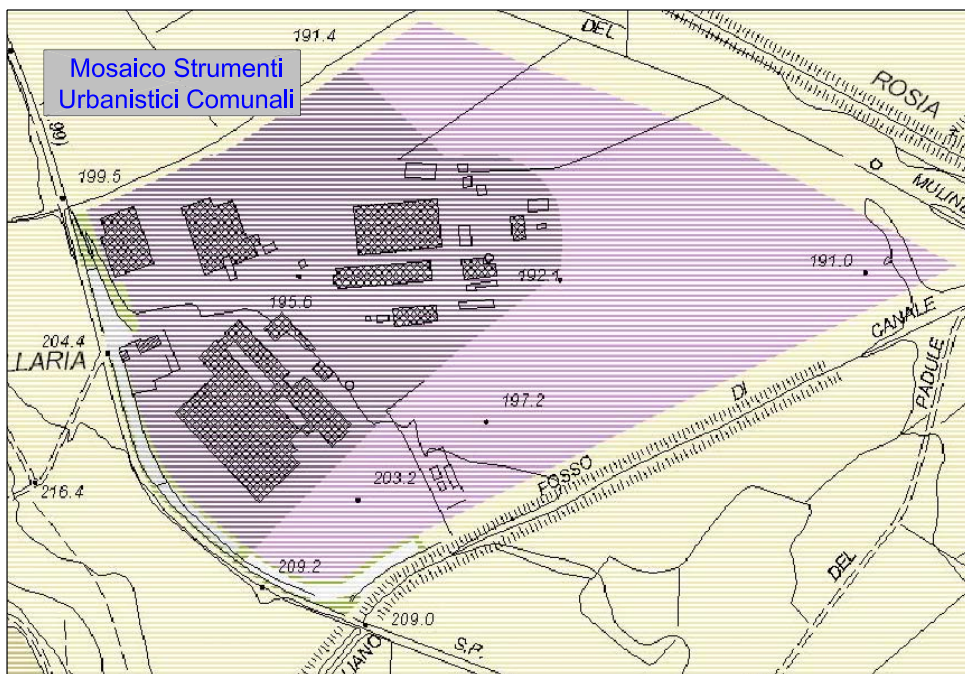 Mosaico Strumenti
Urbanistici Comunali
191.4
DEL
ROSIA
199.5
MULINO
192.1
191.0
195.6
204.4
LLARIA
CANALE
PADULE
197.2
DI
216.4
203.2
FOSSO
209.2
DEL
209.0
S.P.
LIANO